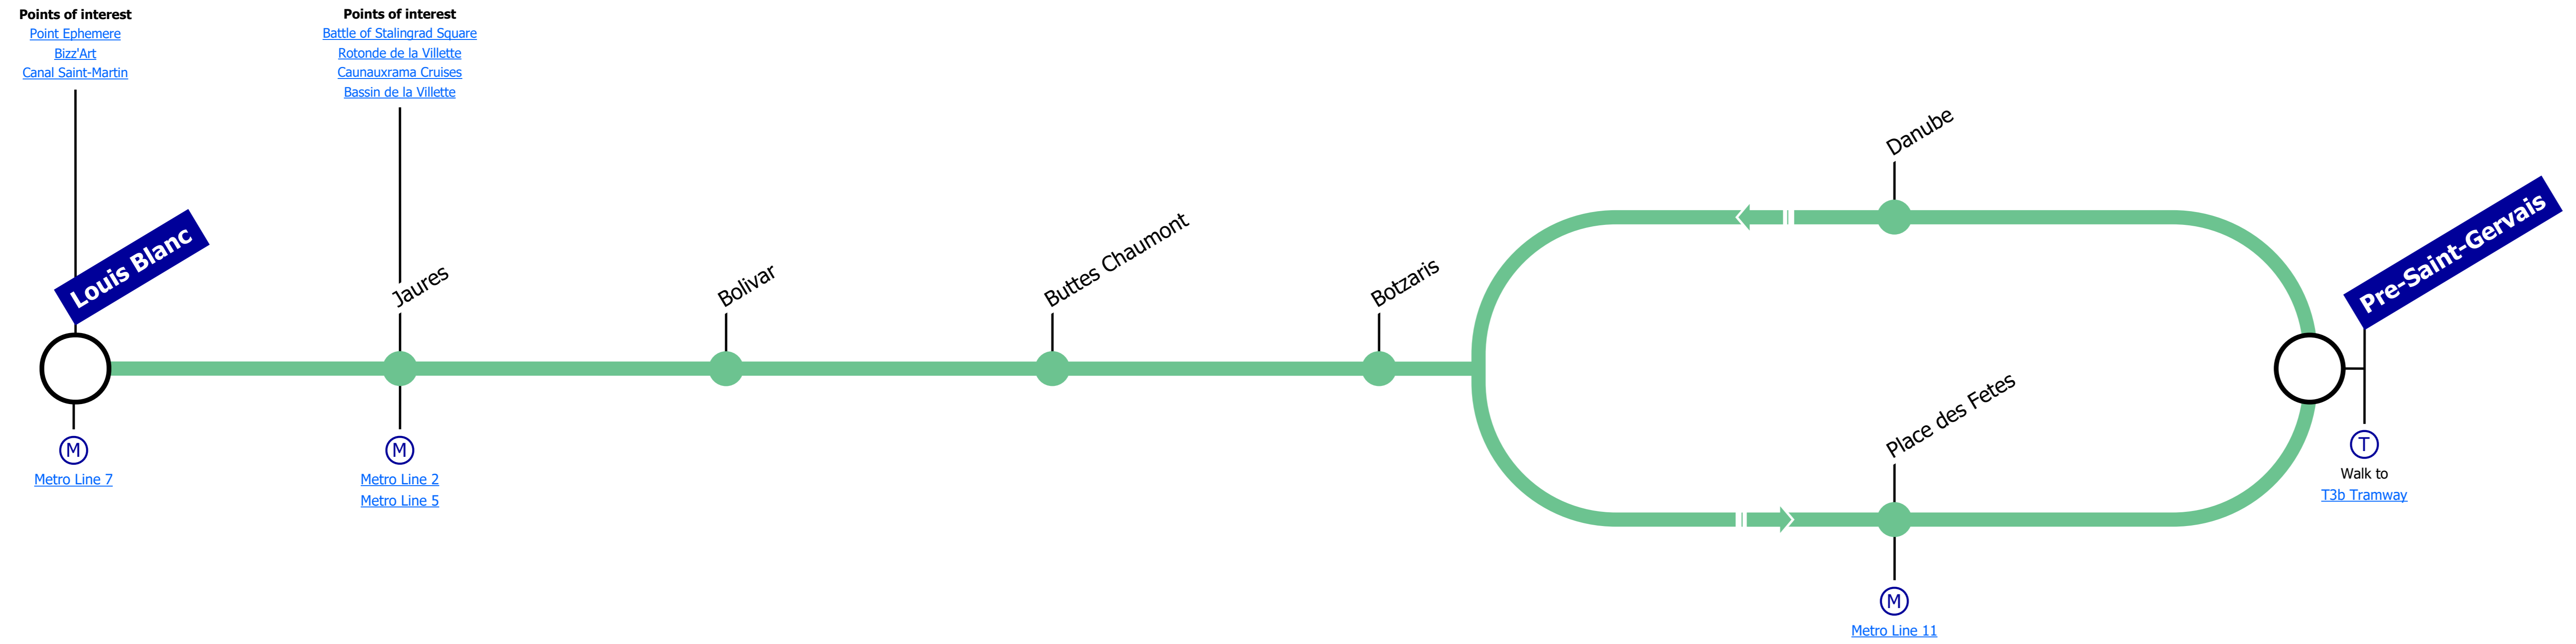 Points of interest
Point Ephemere
Bizz'Art
Canal Saint-Martin
Points of interest
Battle of Stalingrad Square
Rotonde de la Villette
Caunauxrama Cruises
Bassin de la Villette
Louis Blanc
Jaures
Bolivar
Buttes Chaumont
Botzaris
Danube
Place des Fetes
Pre-Saint-Gervais
M
Metro Line 7
M
Metro Line 2
Metro Line 5
M
Metro Line 11
T
Walk to
T3b Tramway